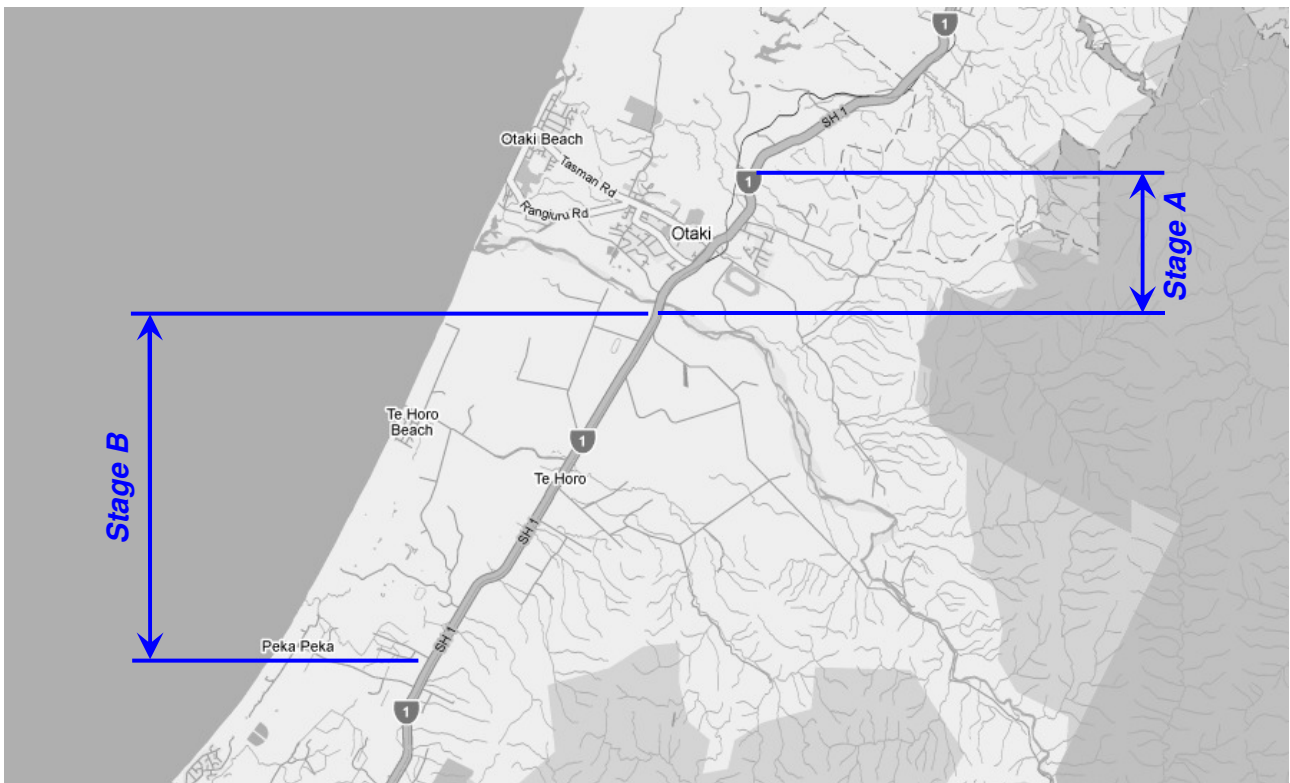 1
SH 1
Otaki Beach
Tasman Rd
1
Rangiuru Rd
Otaki
Stage A
Te Horo
Beach
1
Stage B
Te Horo
SH 1
Peka Peka
SH 1
1